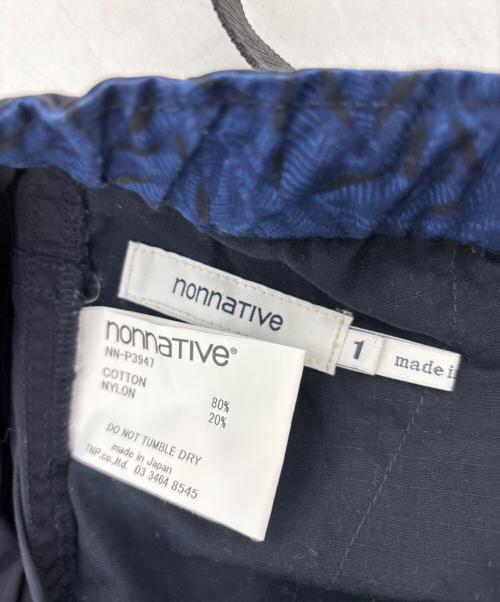 nonnative
1
made i
nonnative®
NN-P3947
COTTON 80%
NYLON 20%
DO NOT TUMBLE DRY
made in Japan
TNP.co,ltd. 03 3464 8545